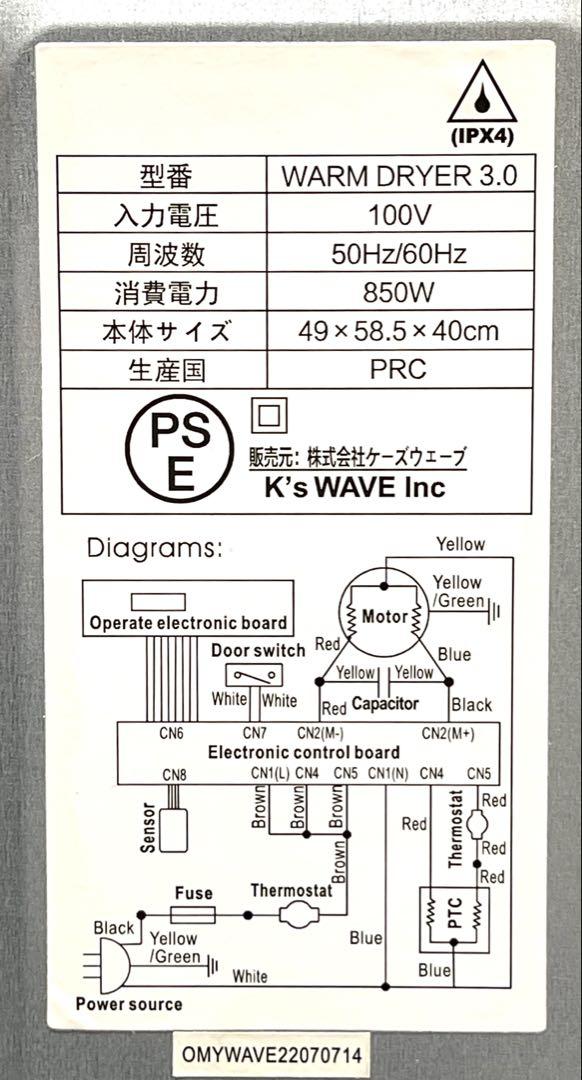 (IPX4)
型番 WARM DRYER 3.0
入力電圧 100V
周波数 50Hz/60Hz
消費電力 850W
本体サイズ 49×58.5×40cm
生産国 PRC
PS
E
販売元: 株式会社ケーズウェーブ
K's WAVE Inc
Diagrams:
Yellow
Operate electronic board
Motor
Yellow
/Green
Red
Blue
Door switch
White White
Yellow Yellow
Red Capacitor Black
CN6 CN7 CN2(M-) CN2(M+)
Electronic control board
CN8 CN1(L) CN4 CN5 CN1(N) CN4 CN5
Sensor
Brown Brown Brown
Brown
Red
Thermostat
Red
Red
Red
PTC
Fuse Thermostat
Black
Yellow
/Green
Blue
Blue
White
Power source
OMYWAVE22070714